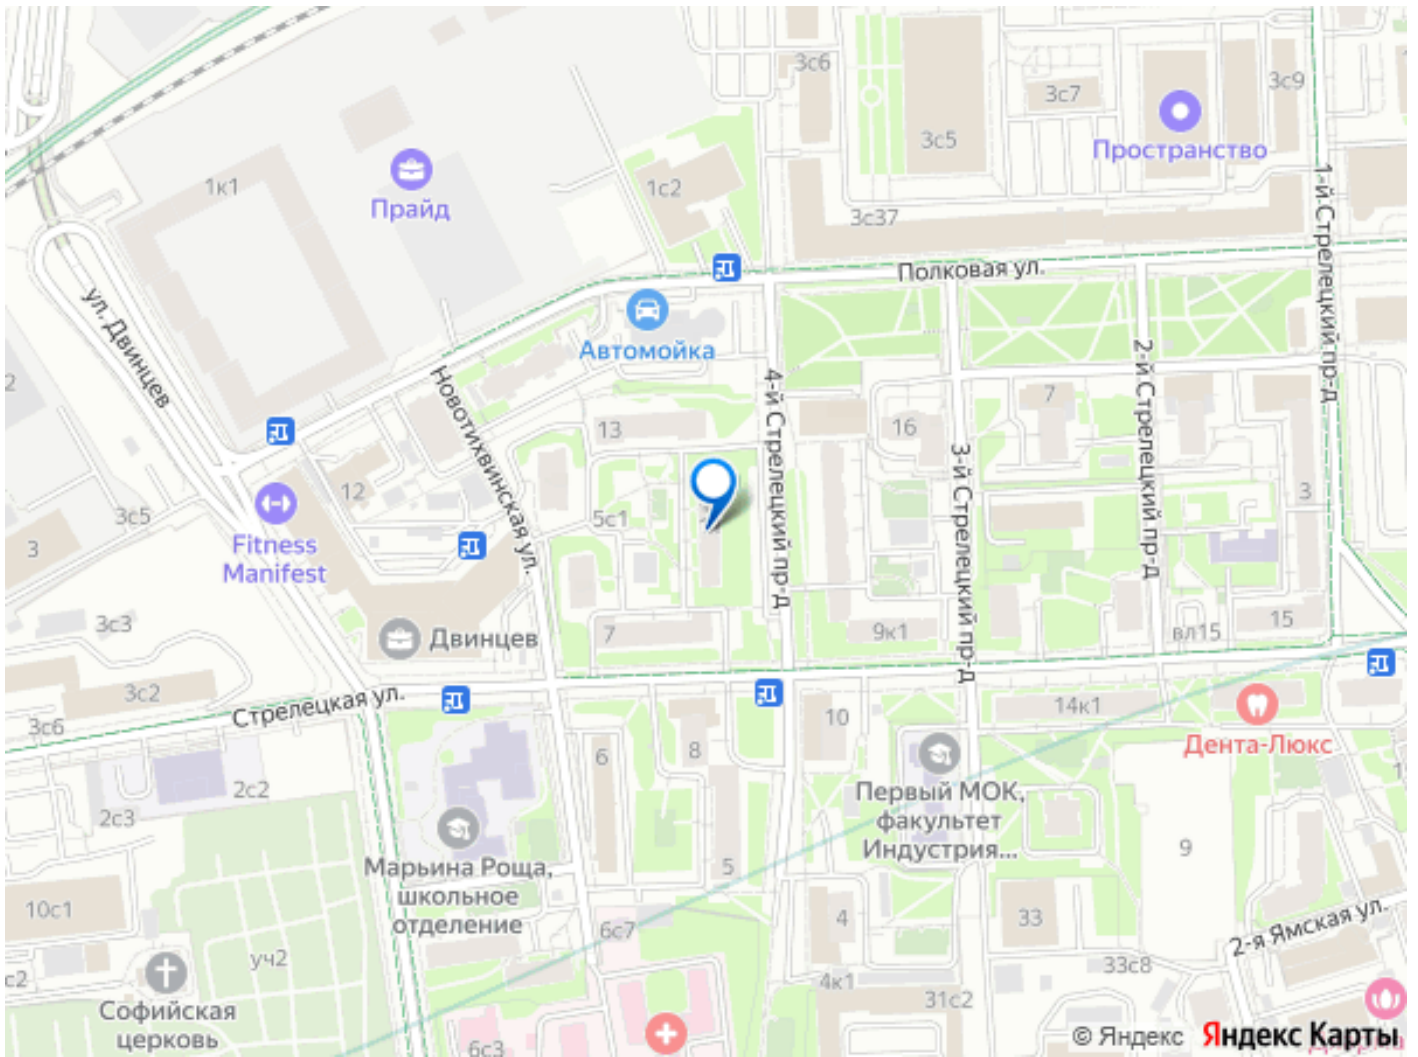 3с6
3с7
3с9
3с5
Пространство
1к1
Прайд
1с2
3с37
1-й Стрелецкий пр-д
Полковая ул.
ул. Двинцев
Автомойка
2-й Стрелецкий пр-д
4-й Стрелецкий пр-д
Новотихвинская ул.
2
7
13
16
3-й Стрелецкий пр-д
12
3
3с5
5с1
Fitness
Manifest
3
3с3
Двинцев
7
9к1
вл15
15
3с2
Стрелецкая ул.
3с6
14к1
10
Дента-Люкс
6
8
2с2
2с3
Первый МОК,
факультет
Индустрия...
9
Марьина Роща,
школьное
отделение
5
10с1
4
33
2-я Ямская ул.
6с7
уч2
33с8
с2
4к1
31с2
Софийская
церковь
6с3
© Яндекс Яндекс Карты